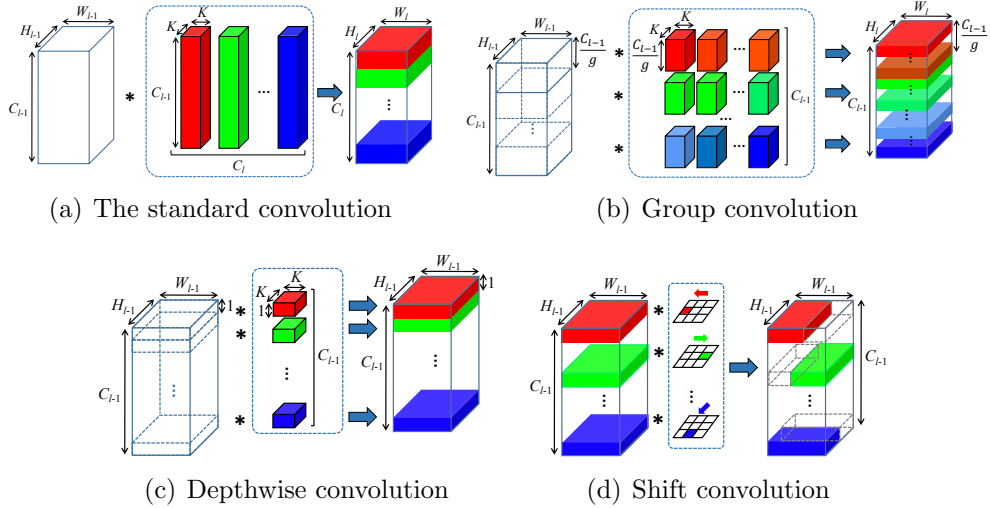 W_{l-1}
H_{l-1}
C_{l-1}
*
K
K
C_{l-1}
...
C_l
W_l
H_l
C_l
⋮
(a) The standard convolution
W_{l-1}
H_{l-1}
C_{l-1}
C_{l-1}/g
⋮
*
*
*
K
K
C_{l-1}/g
...
...
...
...
C_{l-1}
W_l
H_l
C_l
C_{l-1}/g
⋮
⋮
⋮
(b) Group convolution
W_{l-1}
H_{l-1}
1
C_{l-1}
⋮
*
*
*
K
K
1
C_{l-1}
⋮
W_{l-1}
H_{l-1}
1
C_{l-1}
⋮
(c) Depthwise convolution
W_{l-1}
H_{l-1}
C_{l-1}
⋮
*
*
*
⋮
W_{l-1}
H_{l-1}
C_{l-1}
⋮
(d) Shift convolution